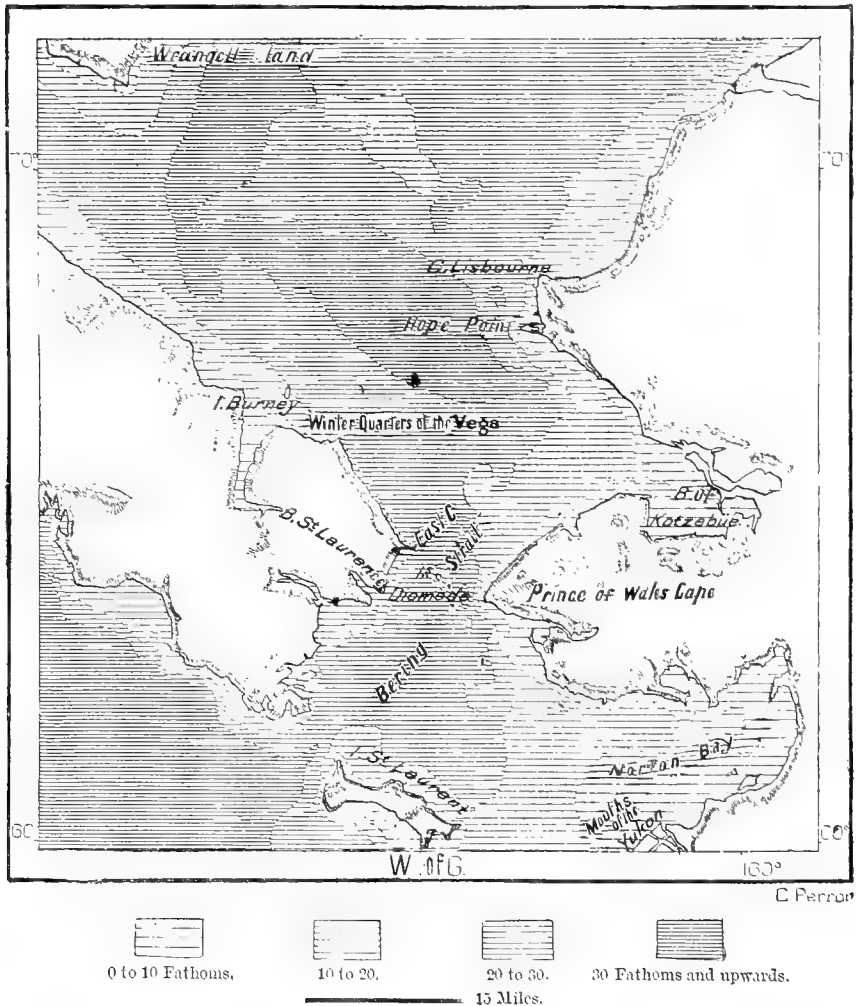 Wrangell land
70°
70°
C. Lisbourne
Hope Point
I. Burney
Winter Quarters of the Vega
B. of
Kotzebue
East C.
B. St Laurence
Strait
Diomede
Prince of Wales Cape
Bering
Norton Bay
I. St Laurent
Mouths
of the
Yukon
60°
60°
W. of G.
160°
C. Perron
0 to 10 Fathoms.
10 to 20.
20 to 30.
30 Fathoms and upwards.
15 Miles.